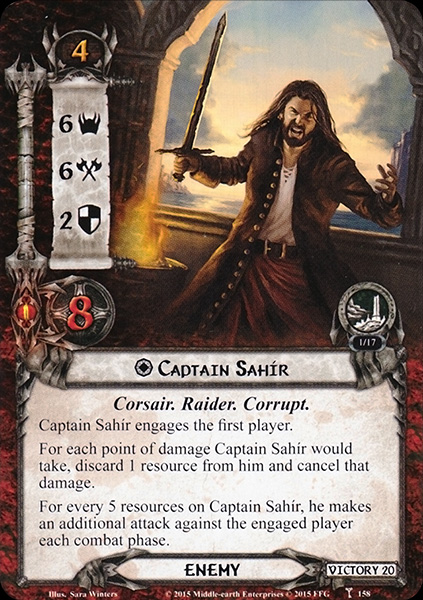 4
6
6
2
8
1/17
Captain Sahír
Corsair. Raider. Corrupt.
Captain Sahír engages the first player.
For each point of damage Captain Sahír would
take, discard 1 resource from him and cancel that
damage.
For every 5 resources on Captain Sahír, he makes
an additional attack against the engaged player
each combat phase.
ENEMY
VICTORY 20
Illus. Sara Winters
© 2015 Middle-earth Enterprises © 2015 FFG
158